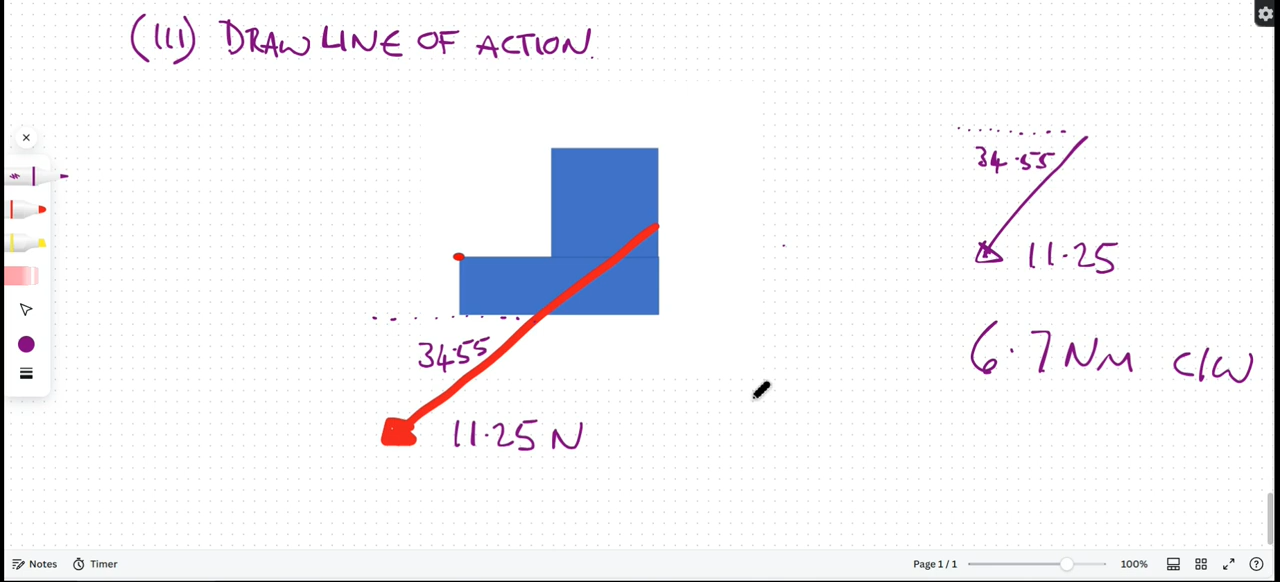 (III) DRAW LINE OF ACTION.
34.55
11.25
34.55
6.7 NM C/W
11.25 N
Notes
Timer
Page 1 / 1
100%